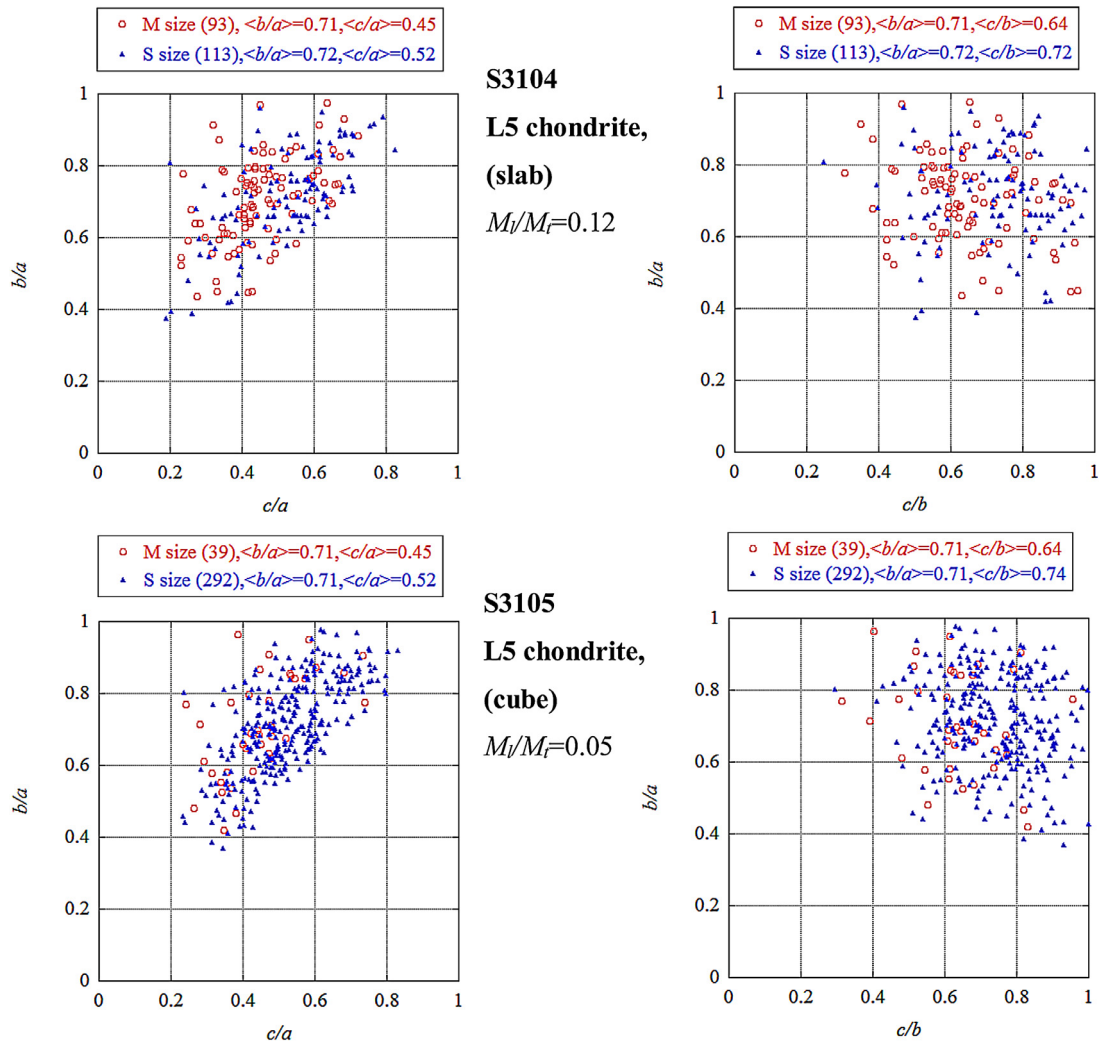 M size (93), <b/a>=0.71, <c/a>=0.45
S size (113),<b/a>=0.72,<c/a>=0.52
1
0.8
0.6
0.4
0.2
0
b/a
0 0.2 0.4 0.6 0.8 1
c/a
S3104
L5 chondrite,
(slab)
Ml/Mt=0.12
M size (93), <b/a>=0.71,<c/b>=0.64
S size (113),<b/a>=0.72,<c/b>=0.72
1
0.8
0.6
0.4
0.2
0
b/a
0 0.2 0.4 0.6 0.8 1
c/b
M size (39),<b/a>=0.71,<c/a>=0.45
S size (292),<b/a>=0.71,<c/a>=0.52
1
0.8
0.6
0.4
0.2
0
b/a
0 0.2 0.4 0.6 0.8 1
c/a
S3105
L5 chondrite,
(cube)
Ml/Mt=0.05
M size (39),<b/a>=0.71,<c/b>=0.64
S size (292),<b/a>=0.71,<c/b>=0.74
1
0.8
0.6
0.4
0.2
0
b/a
0 0.2 0.4 0.6 0.8 1
c/b